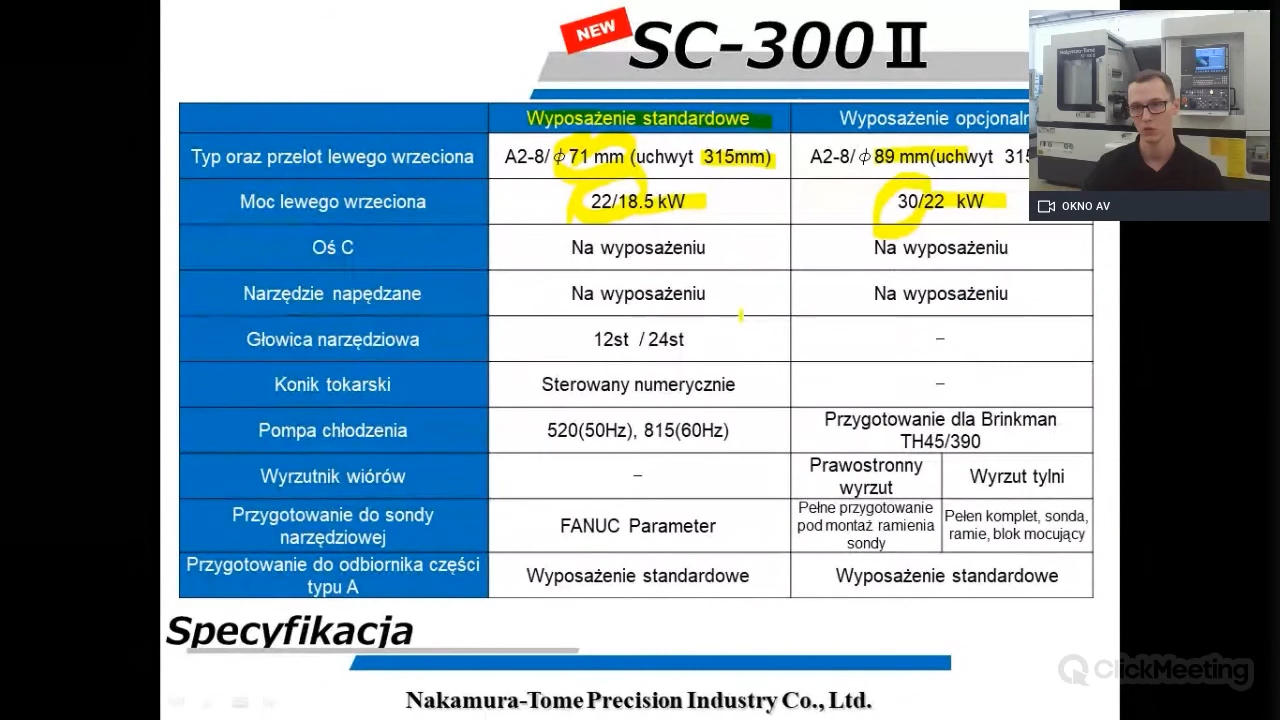 NEW
SC-300II
Wyposażenie standardowe
Wyposażenie opcjonaln
Typ oraz przelot lewego wrzeciona
A2-8/ϕ71 mm (uchwyt 315mm)
A2-8/ϕ89 mm(uchwyt 315
Moc lewego wrzeciona
22/18.5 kW
30/22 kW
Oś C
Na wyposażeniu
Na wyposażeniu
Narzędzie napędzane
Na wyposażeniu
Na wyposażeniu
Głowica narzędziowa
12st / 24st
–
Konik tokarski
Sterowany numerycznie
–
Pompa chłodzenia
520(50Hz), 815(60Hz)
Przygotowanie dla Brinkman
TH45/390
Wyrzutnik wiórów
–
Prawostronny
wyrzut
Wyrzut tylni
Przygotowanie do sondy
narzędziowej
FANUC Parameter
Pełne przygotowanie
pod montaż ramienia
sondy
Pełen komplet, sonda,
ramie, blok mocujący
Przygotowanie do odbiornika części
typu A
Wyposażenie standardowe
Wyposażenie standardowe
Specyfikacja
Nakamura-Tome Precision Industry Co., Ltd.
OKNO AV
ClickMeeting